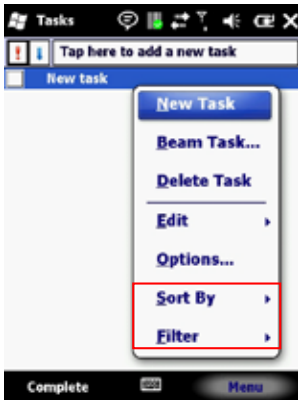 Tasks
! Tap here to add a new task
New task
New Task
Beam Task...
Delete Task
Edit
Options...
Sort By
Filter
Complete
Menu